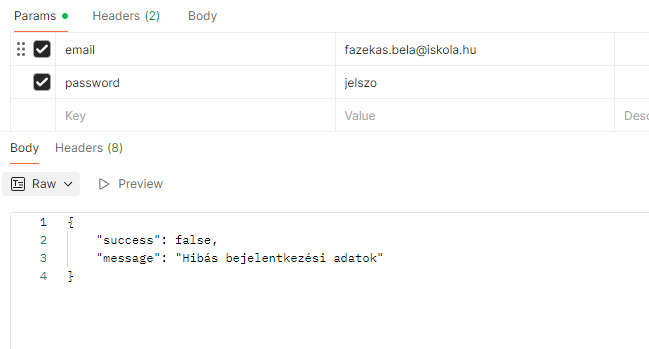 Params Headers (2) Body
email fazekas.bela@iskola.hu
password jelszo
Key Value Desc
Body Headers (8)
Raw Preview
1 {
2 "success": false,
3 "message": "Hibás bejelentkezési adatok"
4 }